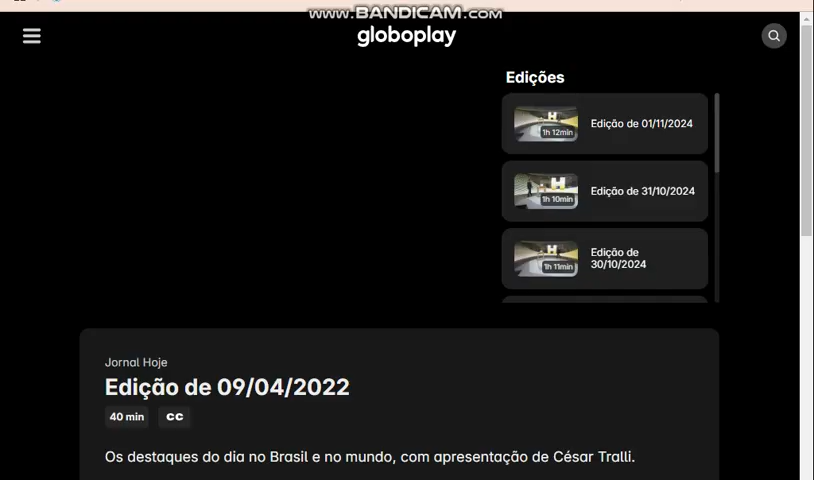 www.BANDICAM.com
globoplay
Edições
1h 12min
Edição de 01/11/2024
H
1h 10min
Edição de 31/10/2024
1h 11min
Edição de
30/10/2024
Jornal Hoje
Edição de 09/04/2022
40 min CC
Os destaques do dia no Brasil e no mundo, com apresentação de César Tralli.